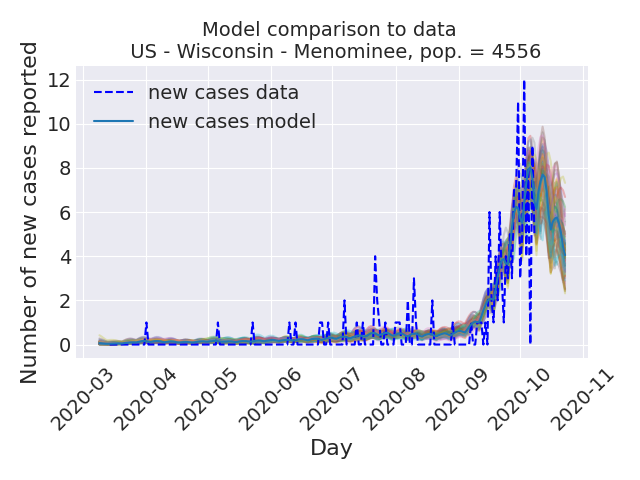 Model comparison to data
US - Wisconsin - Menominee, pop. = 4556
Number of new cases reported
12
10
8
6
4
2
0
new cases data
new cases model
2020-03
2020-04
2020-05
2020-06
2020-07
2020-08
2020-09
2020-10
2020-11
Day